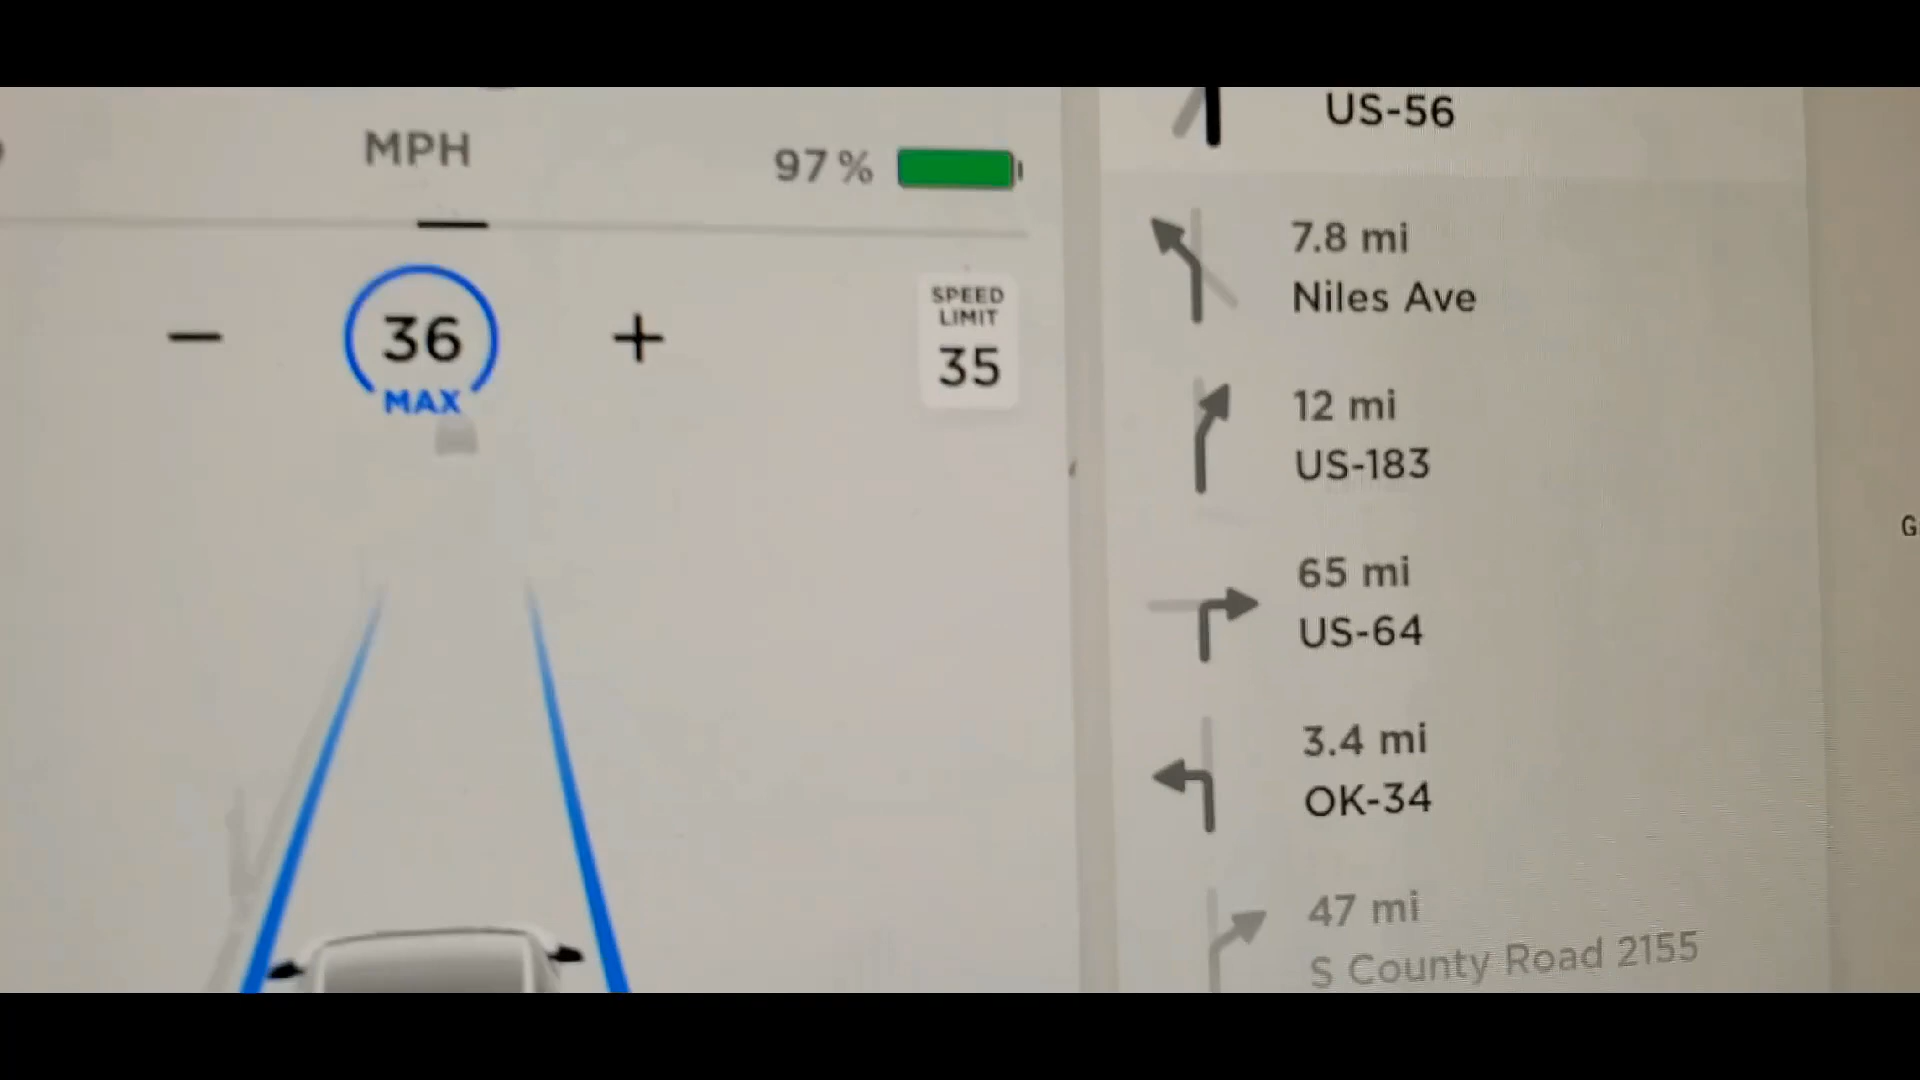 MPH
97 %
36
MAX
SPEED
LIMIT
35
US-56
7.8 mi
Niles Ave
12 mi
US-183
65 mi
US-64
3.4 mi
OK-34
47 mi
S County Road 2155